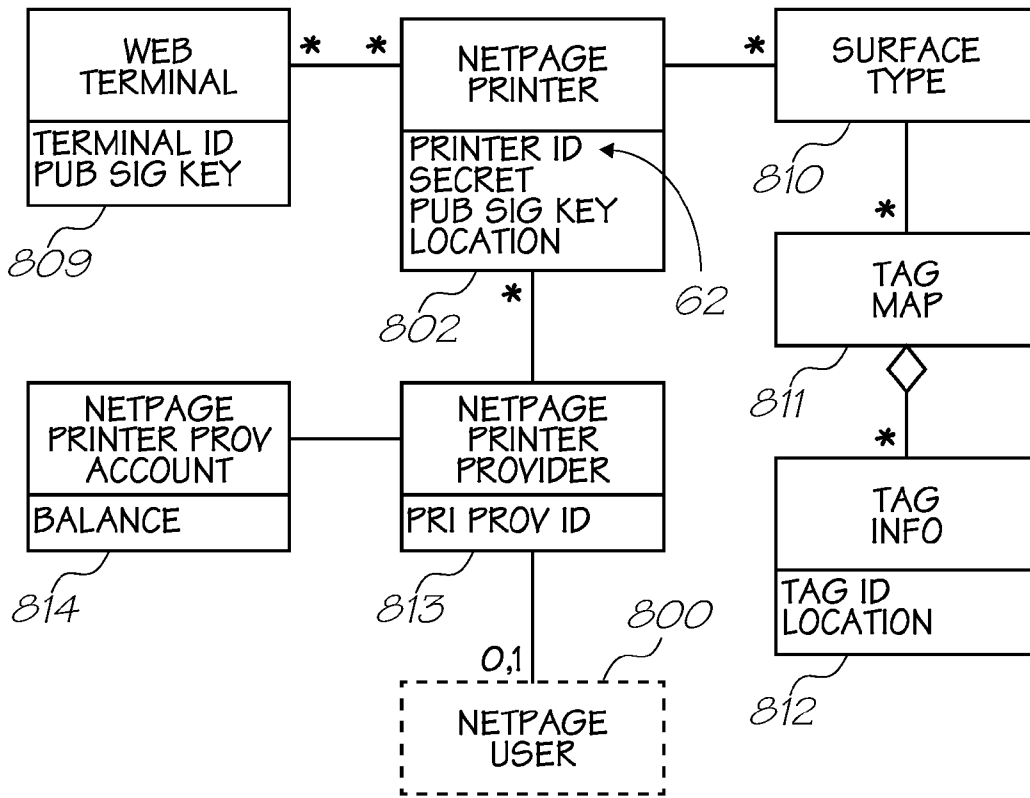 WEB
TERMINAL
TERMINAL ID
PUB SIG KEY
809
* *
NETPAGE
PRINTER
PRINTER ID
SECRET
PUB SIG KEY
LOCATION
802
62
*
SURFACE
TYPE
810
*
TAG
MAP
811
*
TAG
INFO
TAG ID
LOCATION
812
*
NETPAGE
PRINTER PROV
ACCOUNT
BALANCE
814
NETPAGE
PRINTER
PROVIDER
PRI PROV ID
813
0,1
800
NETPAGE
USER